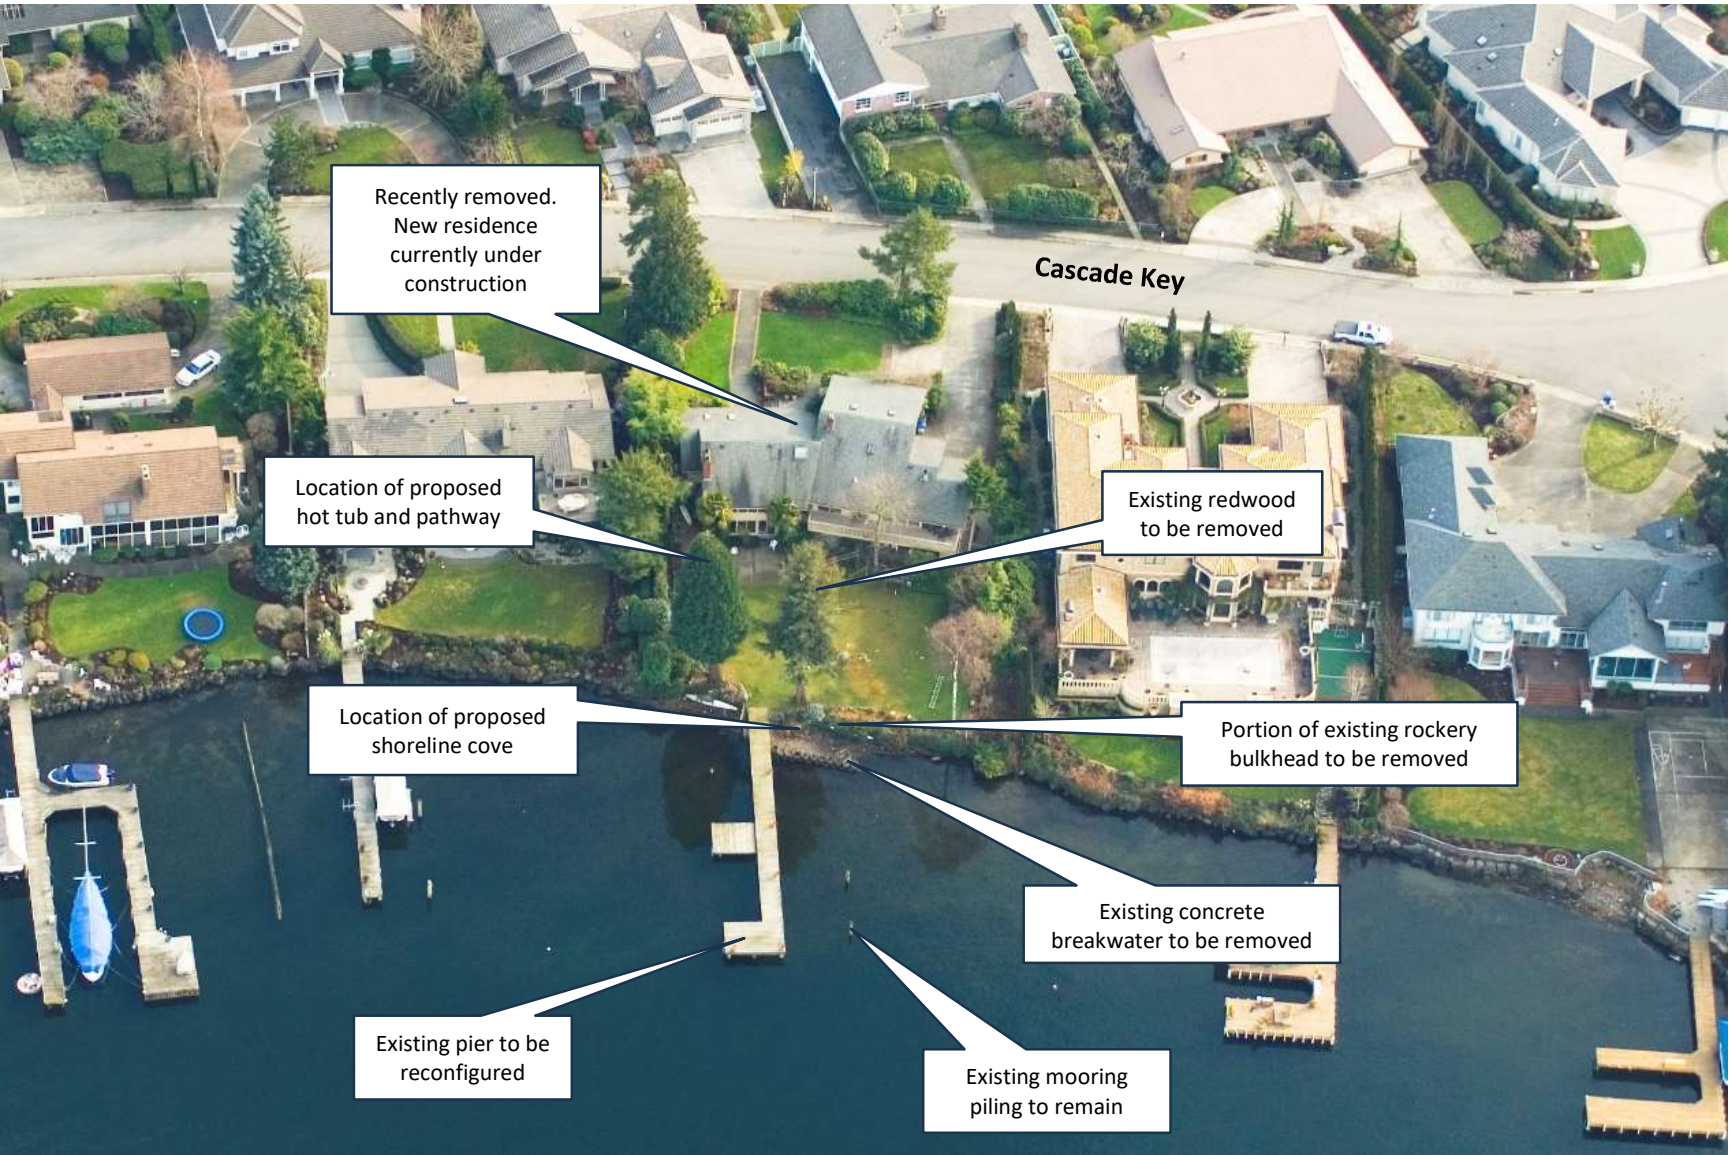 Recently removed.
New residence
currently under
construction
Cascade Key
Location of proposed
hot tub and pathway
Existing redwood
to be removed
Location of proposed
shoreline cove
Portion of existing rockery
bulkhead to be removed
Existing concrete
breakwater to be removed
Existing pier to be
reconfigured
Existing mooring
piling to remain